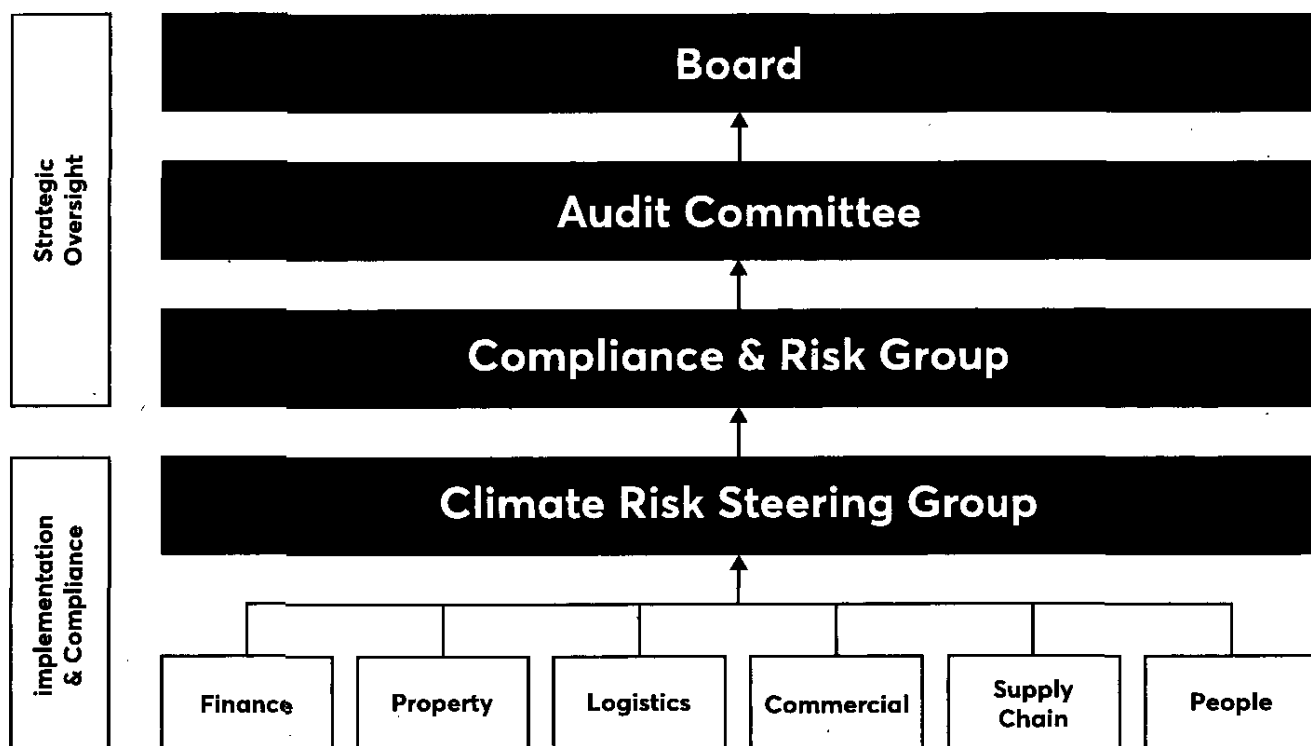 Strategic
Oversight
Board
Audit Committee
Compliance & Risk Group
implementation
& Compliance
Climate Risk Steering Group
Finance
Property
Logistics
Commercial
Supply
Chain
People